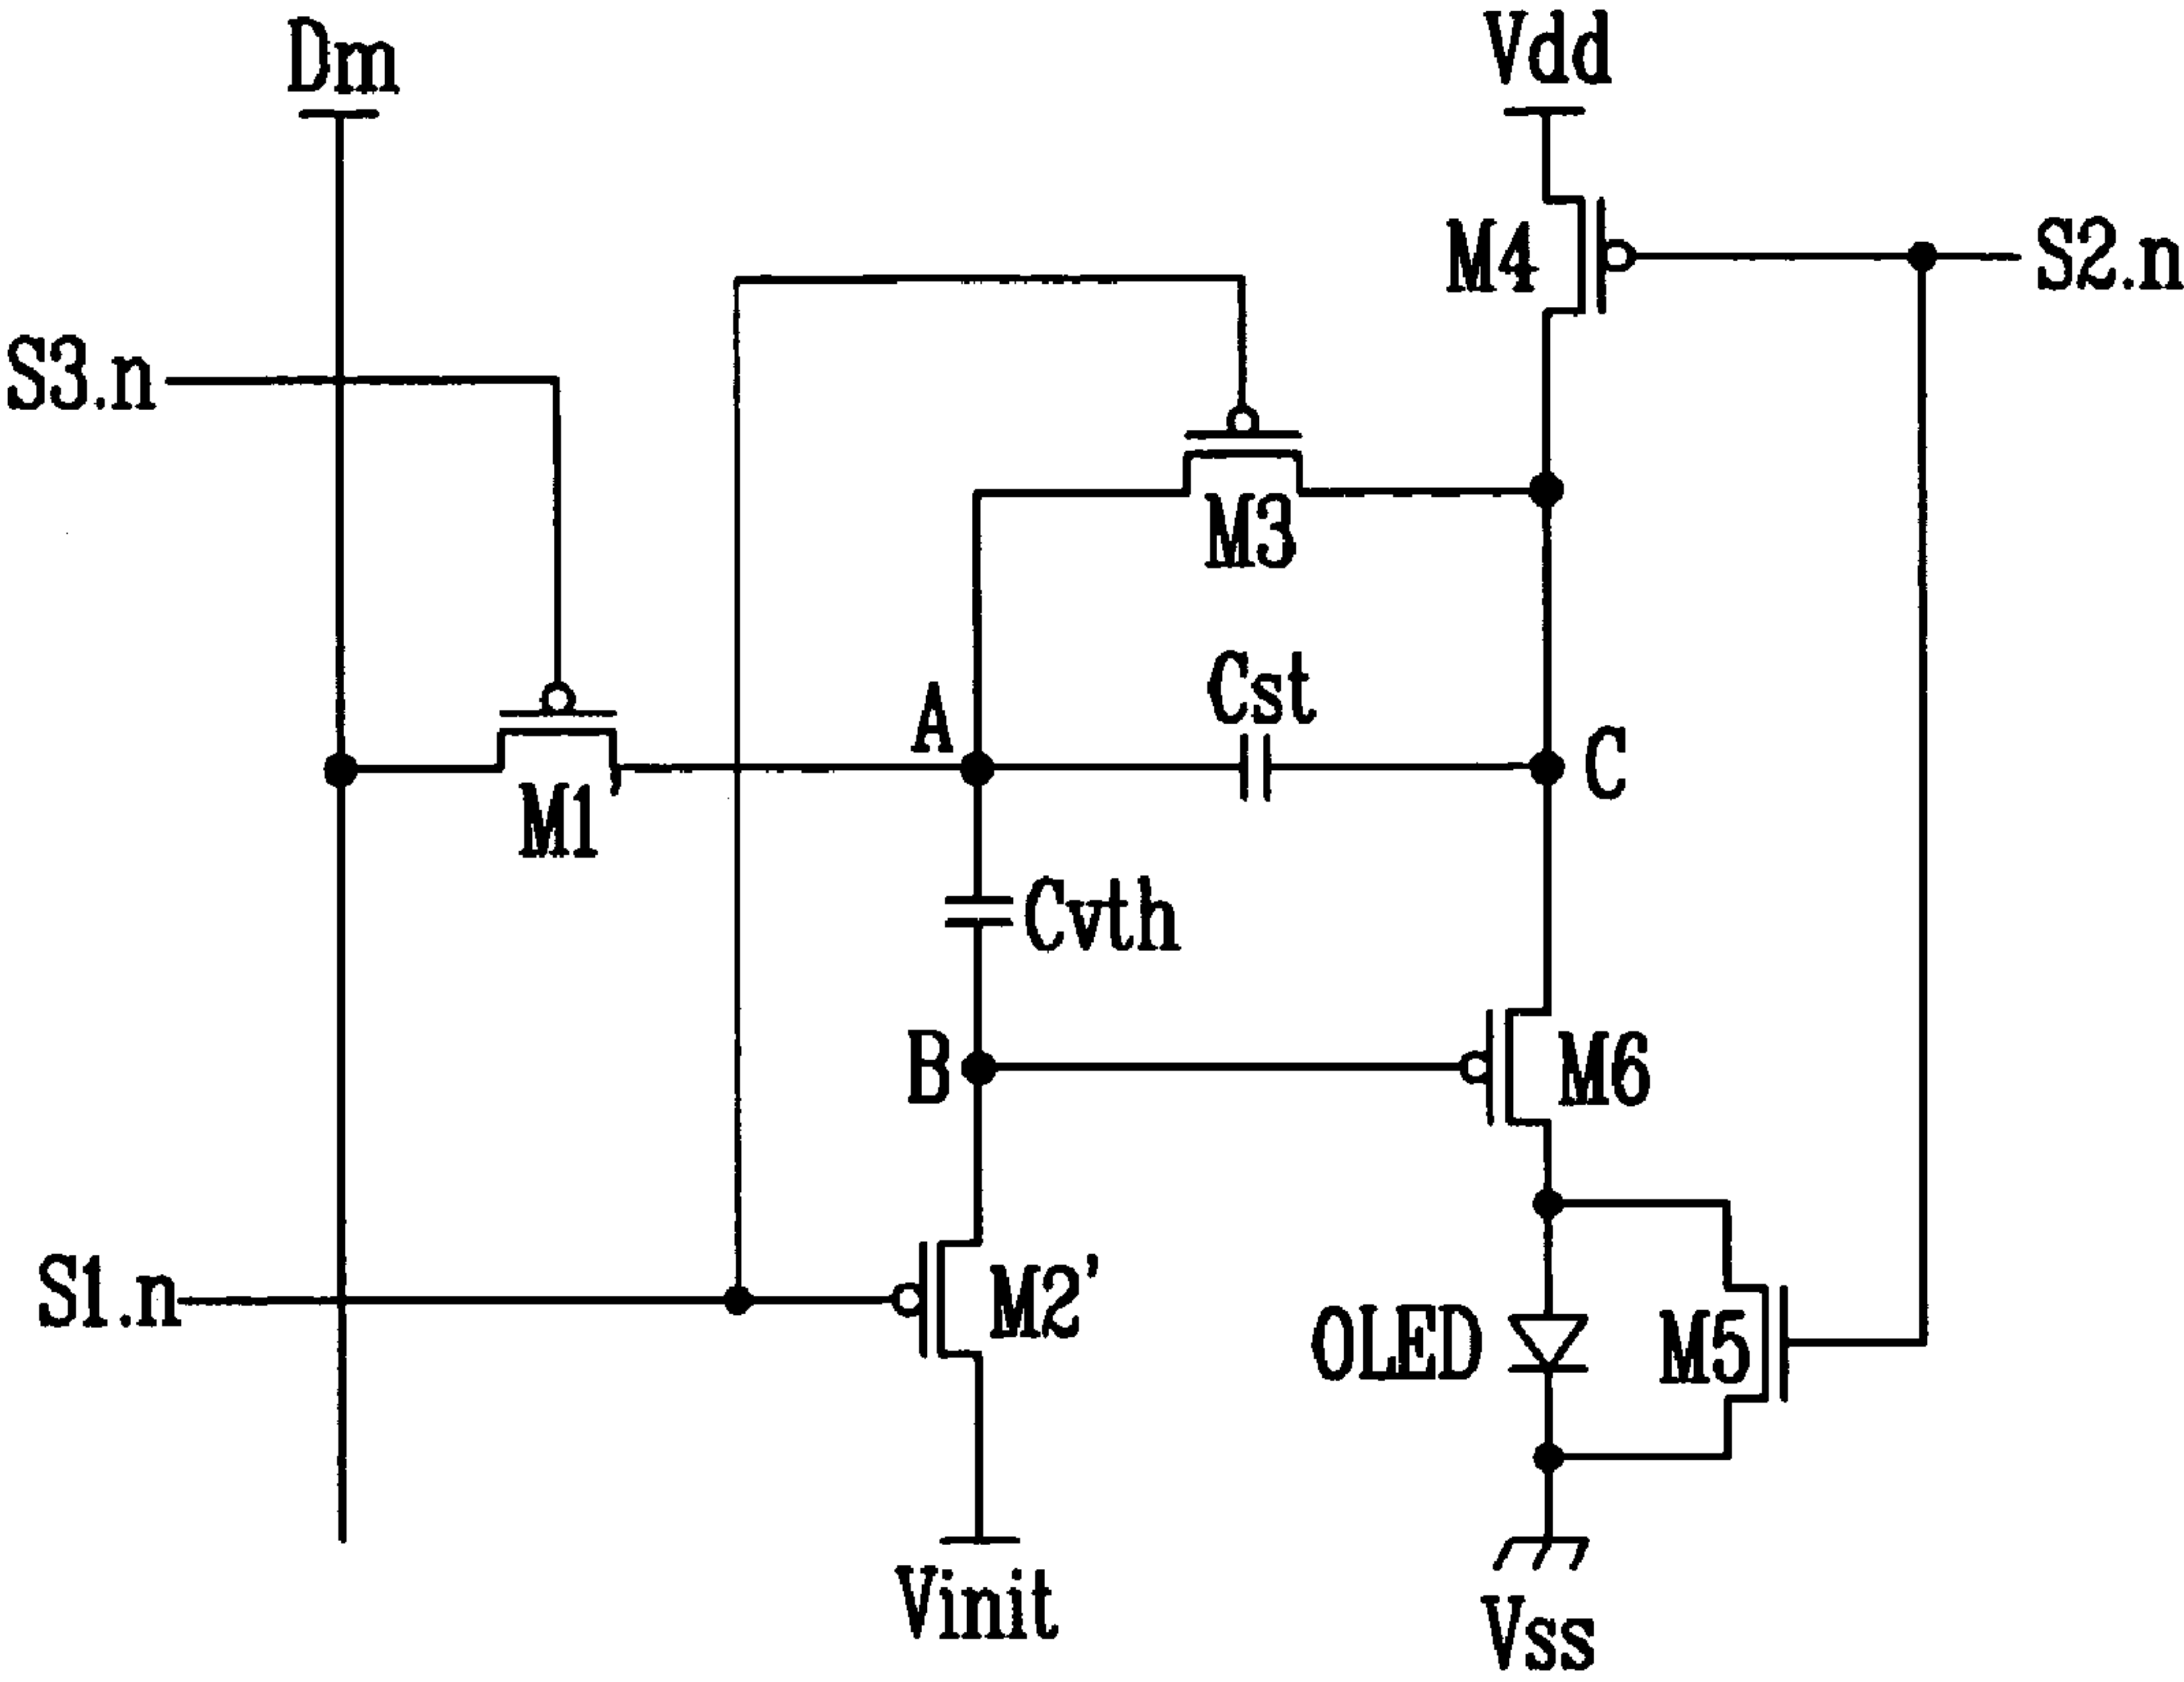 Dm
Vdd
M4
S2.n
S3.n
M3
A
Cst
C
M1
Cvth
B
M6
S1.n
M2'
OLED
M5
Vinit
Vss